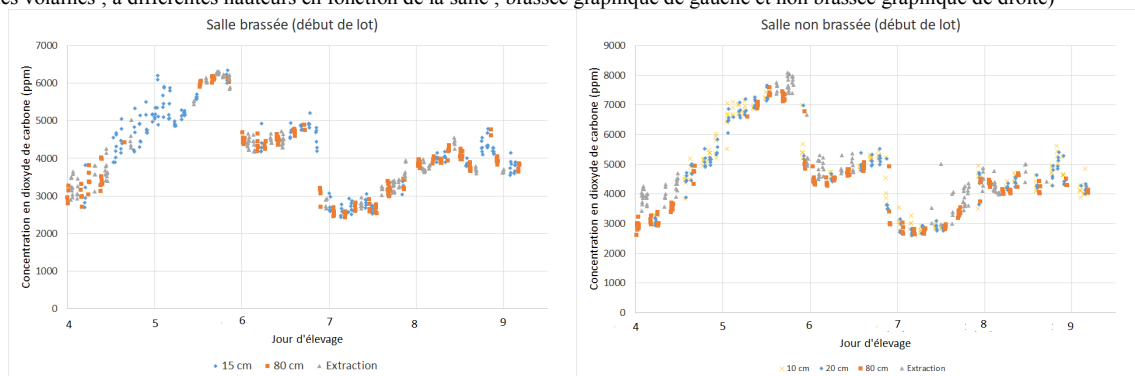 des volailles ; à différentes hauteurs en fonction de la salle ; brassée graphique de gauche et non brassée graphique de droite)
Salle brassée (début de lot)
Concentration en dioxyde de carbone (ppm)
7000
6000
5000
4000
3000
2000
1000
0
4 5 6 7 8 9
Jour d'élevage
15 cm 80 cm Extraction
Salle non brassée (début de lot)
Concentration en dioxyde de carbone (ppm)
9000
8000
7000
6000
5000
4000
3000
2000
1000
0
4 5 6 7 8 9
Jour d'élevage
10 cm 20 cm 80 cm Extraction